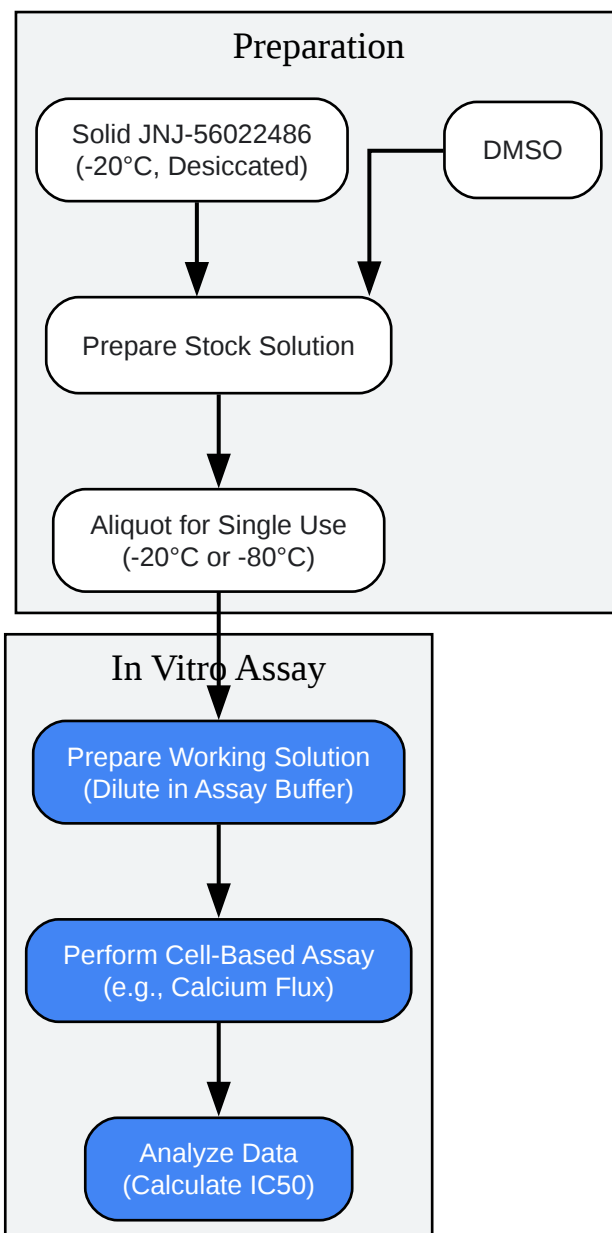 Preparation
Solid JNJ-56022486
(-20°C, Desiccated)
DMSO
Prepare Stock Solution
Aliquot for Single Use
(-20°C or -80°C)
In Vitro Assay
Prepare Working Solution
(Dilute in Assay Buffer)
Perform Cell-Based Assay
(e.g., Calcium Flux)
Analyze Data
(Calculate IC50)